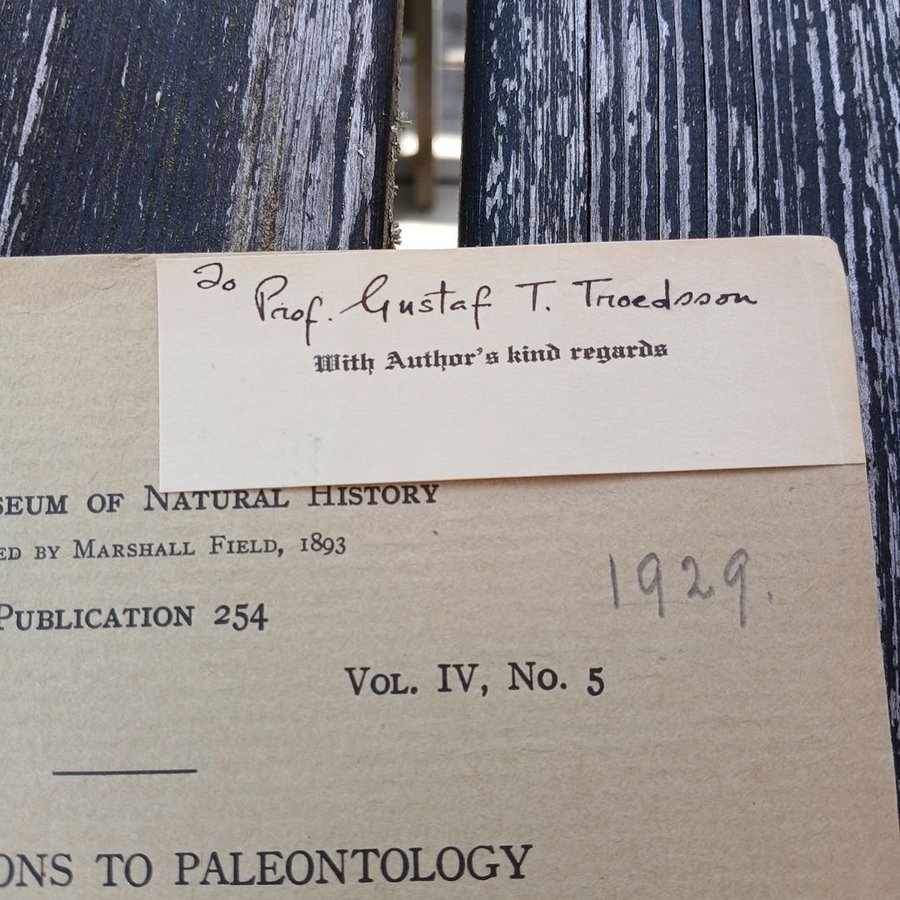 To
Prof. Gustaf T. Troedsson
With Author's kind regards
SEUM OF NATURAL HISTORY
ED BY MARSHALL FIELD, 1893
PUBLICATION 254
1929.
VOL. IV, NO. 5
ONS TO PALEONTOLOGY